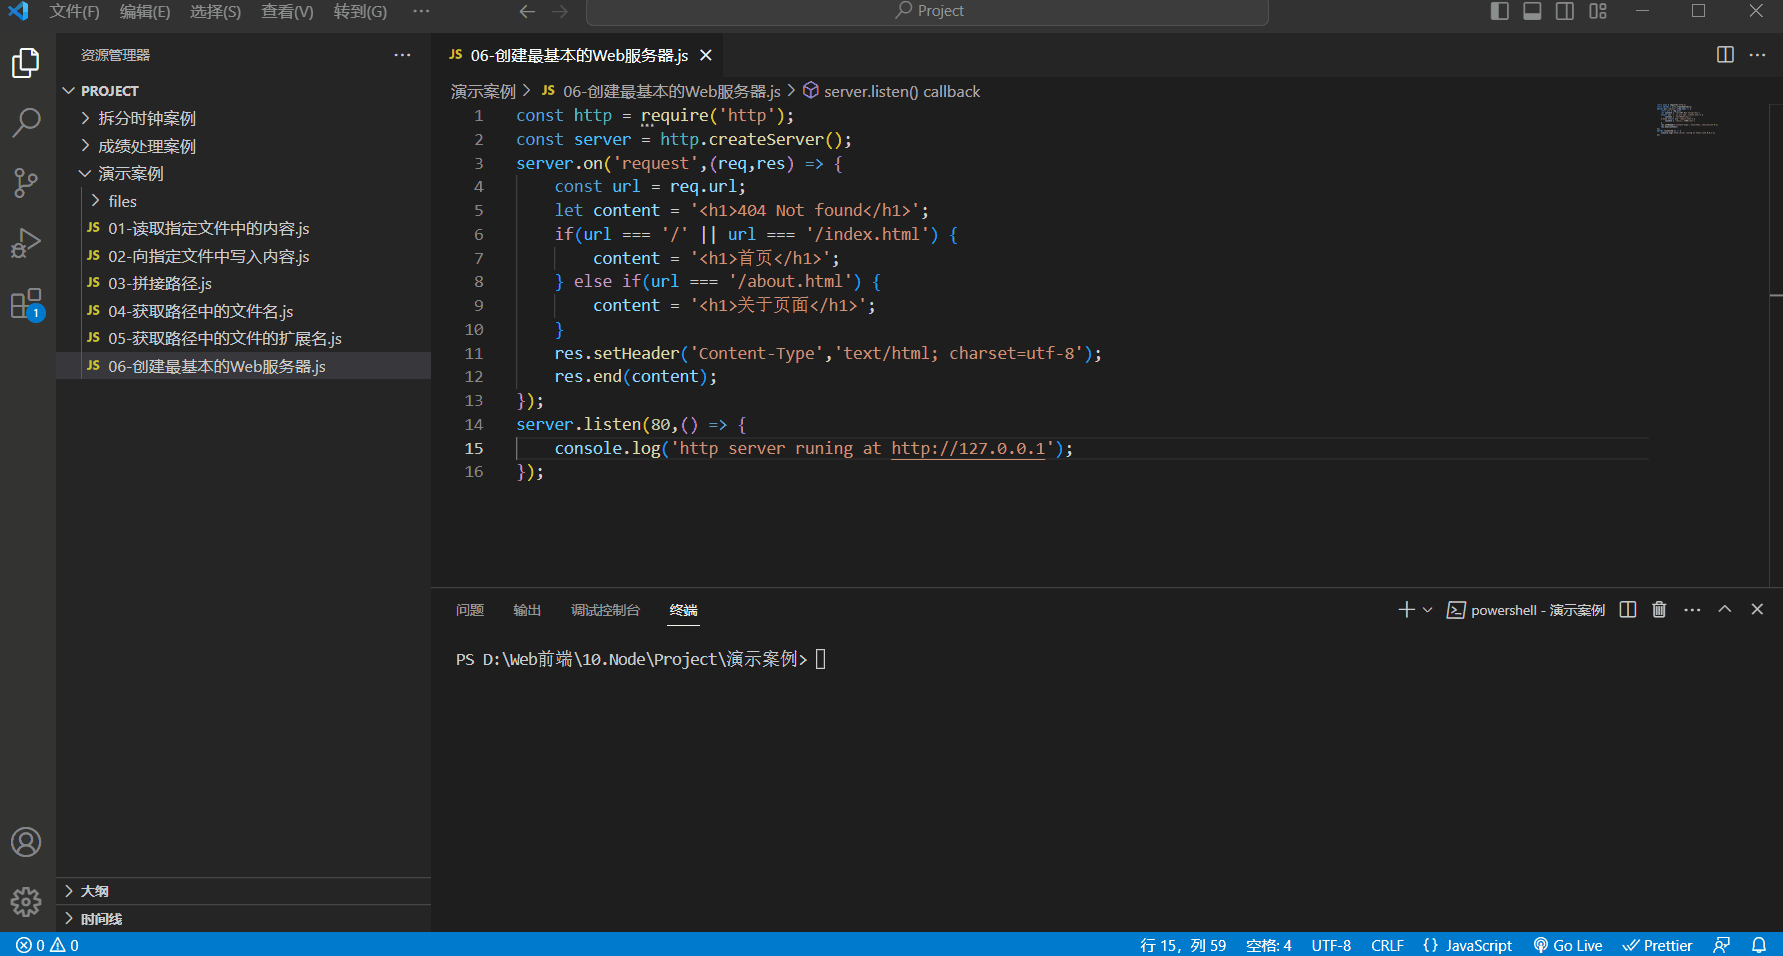 文件(F) 编辑(E) 选择(S) 查看(V) 转到(G) ··· Project
资源管理器 ···
PROJECT
拆分时钟案例
成绩处理案例
演示案例
files
JS 01-读取指定文件中的内容.js
JS 02-向指定文件中写入内容.js
JS 03-拼接路径.js
JS 04-获取路径中的文件名.js
JS 05-获取路径中的文件的扩展名.js
JS 06-创建最基本的Web服务器.js
1
大纲
时间线
JS 06-创建最基本的Web服务器.js
演示案例 > JS 06-创建最基本的Web服务器.js > server.listen() callback
1 const http = require('http');
2 const server = http.createServer();
3 server.on('request',(req,res) => {
4 const url = req.url;
5 let content = '<h1>404 Not found</h1>';
6 if(url === '/' || url === '/index.html') {
7 content = '<h1>首页</h1>';
8 } else if(url === '/about.html') {
9 content = '<h1>关于页面</h1>';
10 }
11 res.setHeader('Content-Type','text/html; charset=utf-8');
12 res.end(content);
13 });
14 server.listen(80,() => {
15 console.log('http server runing at http://127.0.0.1');
16 });
问题 输出 调试控制台 终端 powershell - 演示案例
PS D:\Web前端\10.Node\Project\演示案例>
0 0 行 15，列 59 空格: 4 UTF-8 CRLF {} JavaScript Go Live Prettier